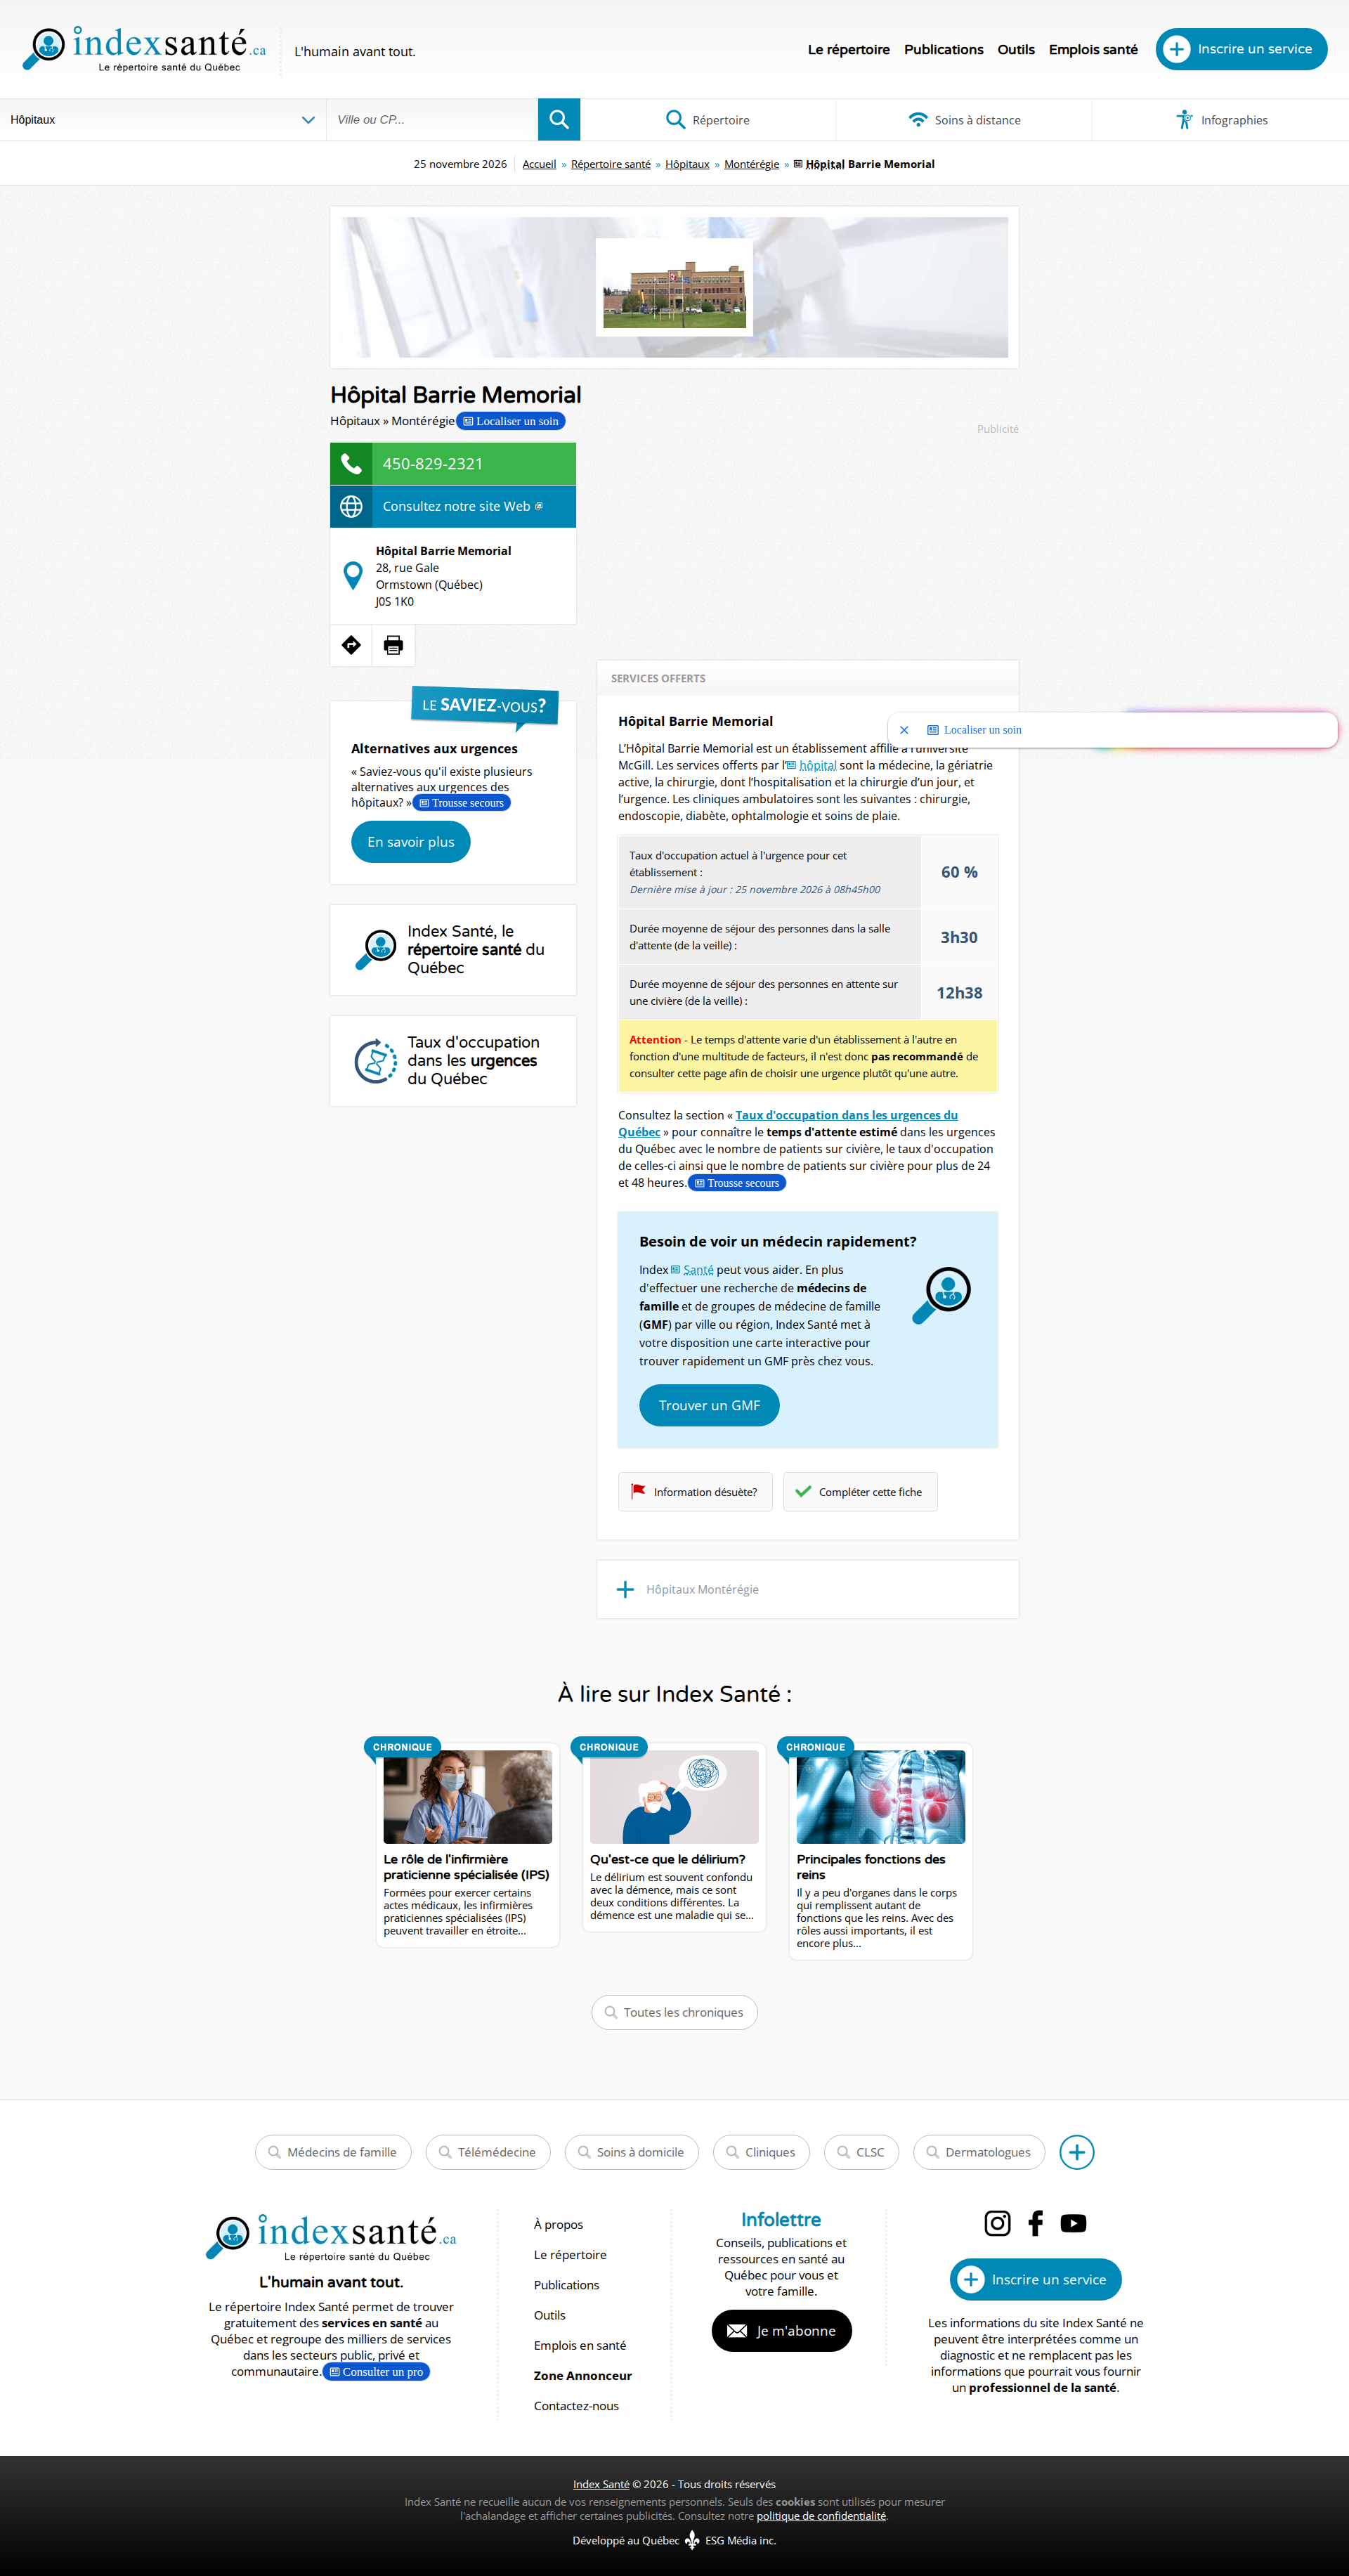 indexsanté.ca
Le répertoire santé du Québec
L'humain avant tout.
Le répertoire
Publications
Outils
Emplois santé
Inscrire un service
Hôpitaux
Ville ou CP...
Répertoire
Soins à distance
Infographies
25 novembre 2026
Accueil » Répertoire santé » Hôpitaux » Montérégie » Hôpital Barrie Memorial
Hôpital Barrie Memorial
Hôpitaux » Montérégie Localiser un soin
Publicité
450-829-2321
Consultez notre site Web
Hôpital Barrie Memorial
28, rue Gale
Ormstown (Québec)
J0S 1K0
LE SAVIEZ-VOUS?
Alternatives aux urgences
« Saviez-vous qu'il existe plusieurs
alternatives aux urgences des
hôpitaux? » Trousse secours
En savoir plus
Index Santé, le
répertoire santé du
Québec
Taux d'occupation
dans les urgences
du Québec
SERVICES OFFERTS
Hôpital Barrie Memorial
Localiser un soin
L'Hôpital Barrie Memorial est un établissement affilié à l'université
McGill. Les services offerts par l' hôpital sont la médecine, la gériatrie
active, la chirurgie, dont l'hospitalisation et la chirurgie d'un jour, et
l'urgence. Les cliniques ambulatoires sont les suivantes : chirurgie,
endoscopie, diabète, ophtalmologie et soins de plaie.
Taux d'occupation actuel à l'urgence pour cet
établissement :
Dernière mise à jour : 25 novembre 2026 à 08h45h00
60 %
Durée moyenne de séjour des personnes dans la salle
d'attente (de la veille) :
3h30
Durée moyenne de séjour des personnes en attente sur
une civière (de la veille) :
12h38
Attention - Le temps d'attente varie d'un établissement à l'autre en
fonction d'une multitude de facteurs, il n'est donc pas recommandé de
consulter cette page afin de choisir une urgence plutôt qu'une autre.
Consultez la section « Taux d'occupation dans les urgences du
Québec » pour connaître le temps d'attente estimé dans les urgences
du Québec avec le nombre de patients sur civière, le taux d'occupation
de celles-ci ainsi que le nombre de patients sur civière pour plus de 24
et 48 heures. Trousse secours
Besoin de voir un médecin rapidement?
Index Santé peut vous aider. En plus
d'effectuer une recherche de médecins de
famille et de groupes de médecine de famille
(GMF) par ville ou région, Index Santé met à
votre disposition une carte interactive pour
trouver rapidement un GMF près chez vous.
Trouver un GMF
Information désuète?
Compléter cette fiche
Hôpitaux Montérégie
À lire sur Index Santé :
CHRONIQUE
Le rôle de l'infirmière
praticienne spécialisée (IPS)
Formées pour exercer certains
actes médicaux, les infirmières
praticiennes spécialisées (IPS)
peuvent travailler en étroite...
CHRONIQUE
Qu'est-ce que le délirium?
Le délirium est souvent confondu
avec la démence, mais ce sont
deux conditions différentes. La
démence est une maladie qui se...
CHRONIQUE
Principales fonctions des
reins
Il y a peu d'organes dans le corps
qui remplissent autant de
fonctions que les reins. Avec des
rôles aussi importants, il est
encore plus...
Toutes les chroniques
Médecins de famille
Télémédecine
Soins à domicile
Cliniques
CLSC
Dermatologues
indexsanté.ca
Le répertoire santé du Québec
L'humain avant tout.
Le répertoire Index Santé permet de trouver
gratuitement des services en santé au
Québec et regroupe des milliers de services
dans les secteurs public, privé et
communautaire. Consulter un pro
À propos
Le répertoire
Publications
Outils
Emplois en santé
Zone Annonceur
Contactez-nous
Infolettre
Conseils, publications et
ressources en santé au
Québec pour vous et
votre famille.
Je m'abonne
Inscrire un service
Les informations du site Index Santé ne
peuvent être interprétées comme un
diagnostic et ne remplacent pas les
informations que pourrait vous fournir
un professionnel de la santé.
Index Santé © 2026 - Tous droits réservés
Index Santé ne recueille aucun de vos renseignements personnels. Seuls des cookies sont utilisés pour mesurer
l'achalandage et afficher certaines publicités. Consultez notre politique de confidentialité.
Développé au Québec ESG Média inc.